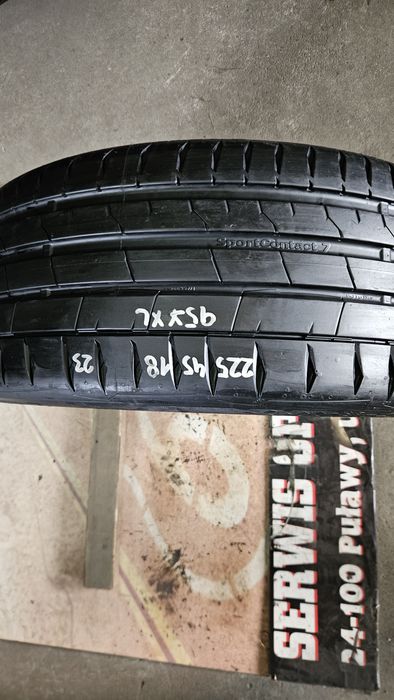 SportContact 7
95Y XL
225/45/18
23
SERWIS
24-100 Puławy,